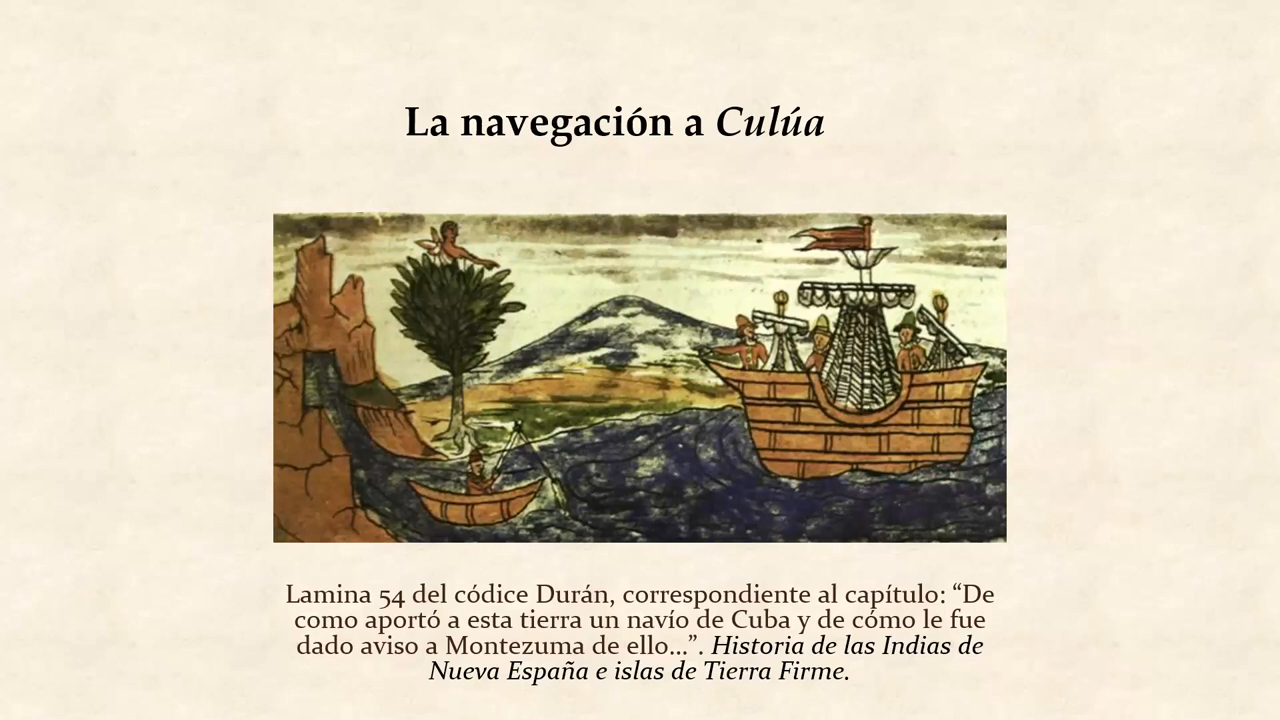 La navegación a Culúa
Lamina 54 del códice Durán, correspondiente al capítulo: “De
como aportó a esta tierra un navío de Cuba y de cómo le fue
dado aviso a Montezuma de ello...”. Historia de las Indias de
Nueva España e islas de Tierra Firme.